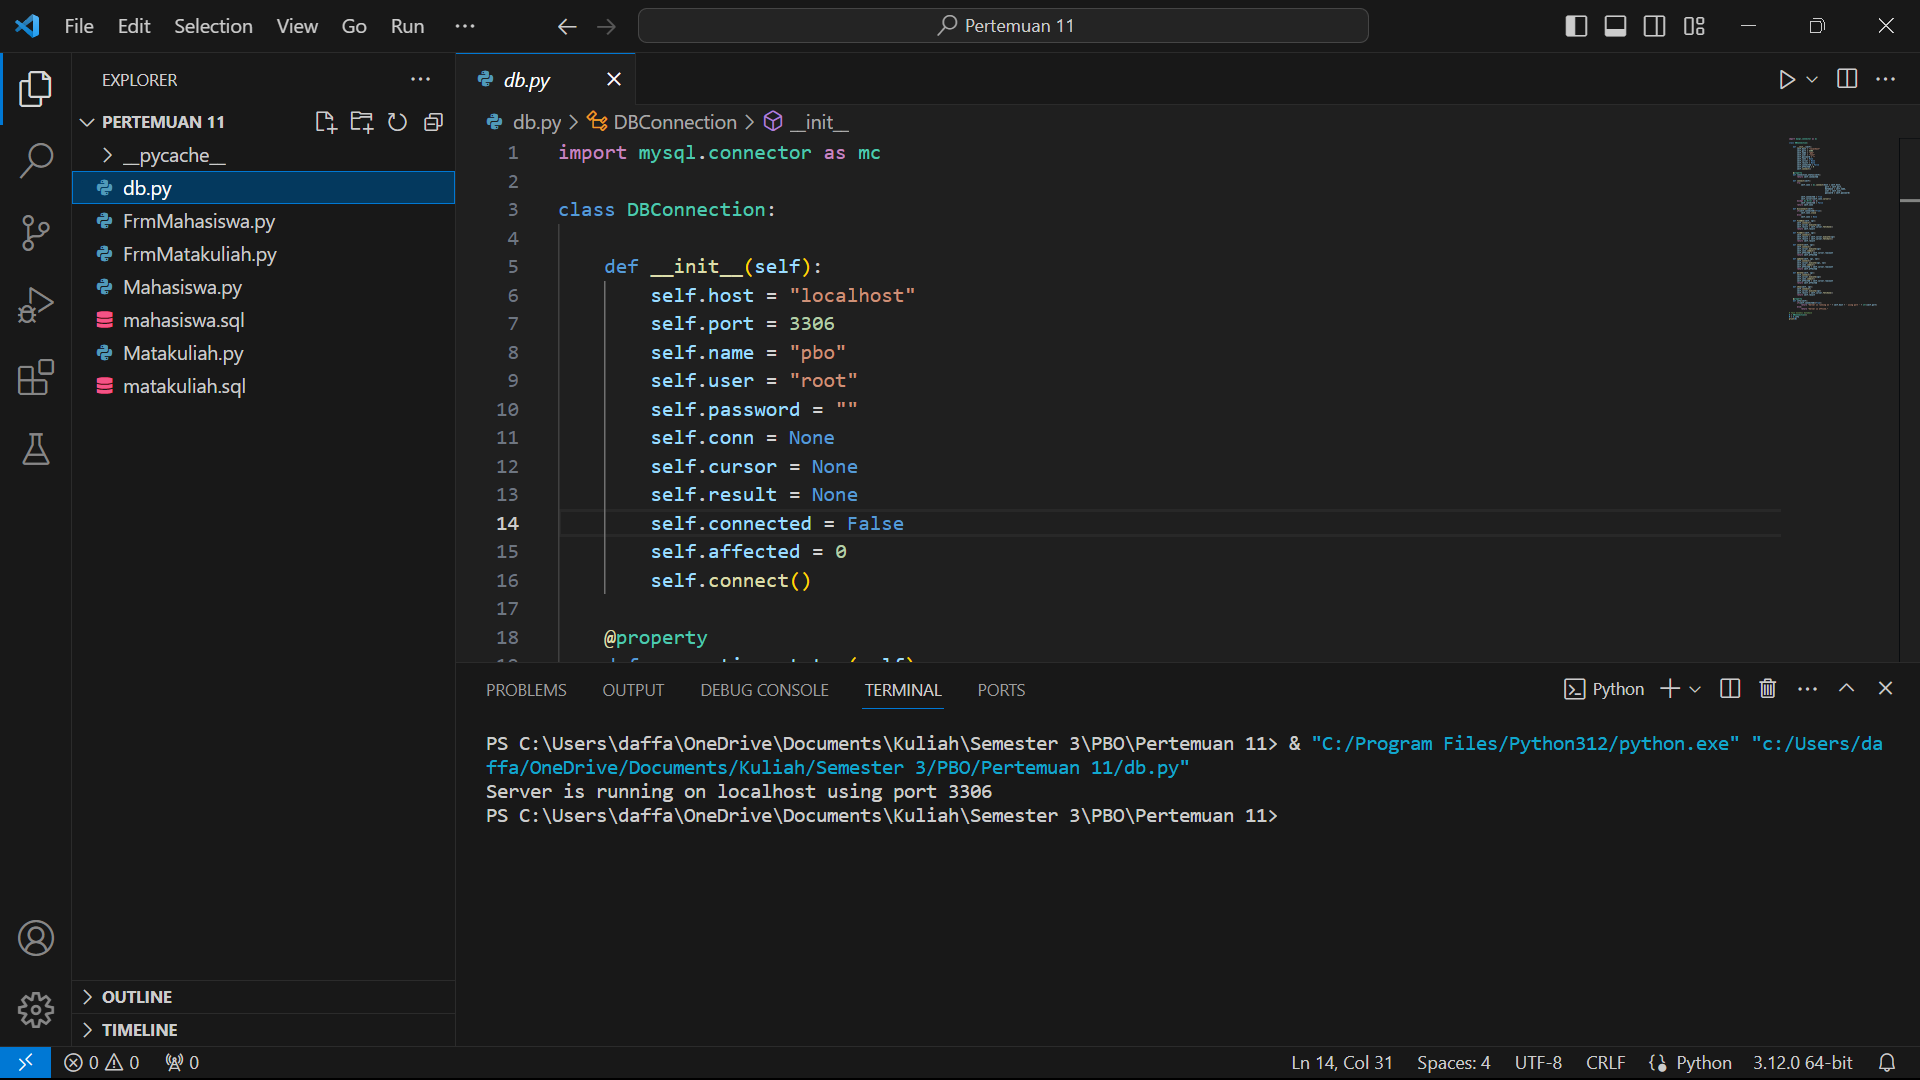 File Edit Selection View Go Run ···
Pertemuan 11
EXPLORER
PERTEMUAN 11
__pycache__
db.py
FrmMahasiswa.py
FrmMatakuliah.py
Mahasiswa.py
mahasiswa.sql
Matakuliah.py
matakuliah.sql
OUTLINE
TIMELINE
db.py
db.py > DBConnection > __init__
1 import mysql.connector as mc
2
3 class DBConnection:
4
5 def __init__(self):
6 self.host = "localhost"
7 self.port = 3306
8 self.name = "pbo"
9 self.user = "root"
10 self.password = ""
11 self.conn = None
12 self.cursor = None
13 self.result = None
14 self.connected = False
15 self.affected = 0
16 self.connect()
17
18 @property
PROBLEMS OUTPUT DEBUG CONSOLE TERMINAL PORTS
Python
PS C:\Users\daffa\OneDrive\Documents\Kuliah\Semester 3\PBO\Pertemuan 11> & "C:/Program Files/Python312/python.exe" "c:/Users/da
ffa/OneDrive/Documents/Kuliah/Semester 3/PBO/Pertemuan 11/db.py"
Server is running on localhost using port 3306
PS C:\Users\daffa\OneDrive\Documents\Kuliah\Semester 3\PBO\Pertemuan 11>
0 0 0
Ln 14, Col 31 Spaces: 4 UTF-8 CRLF Python 3.12.0 64-bit